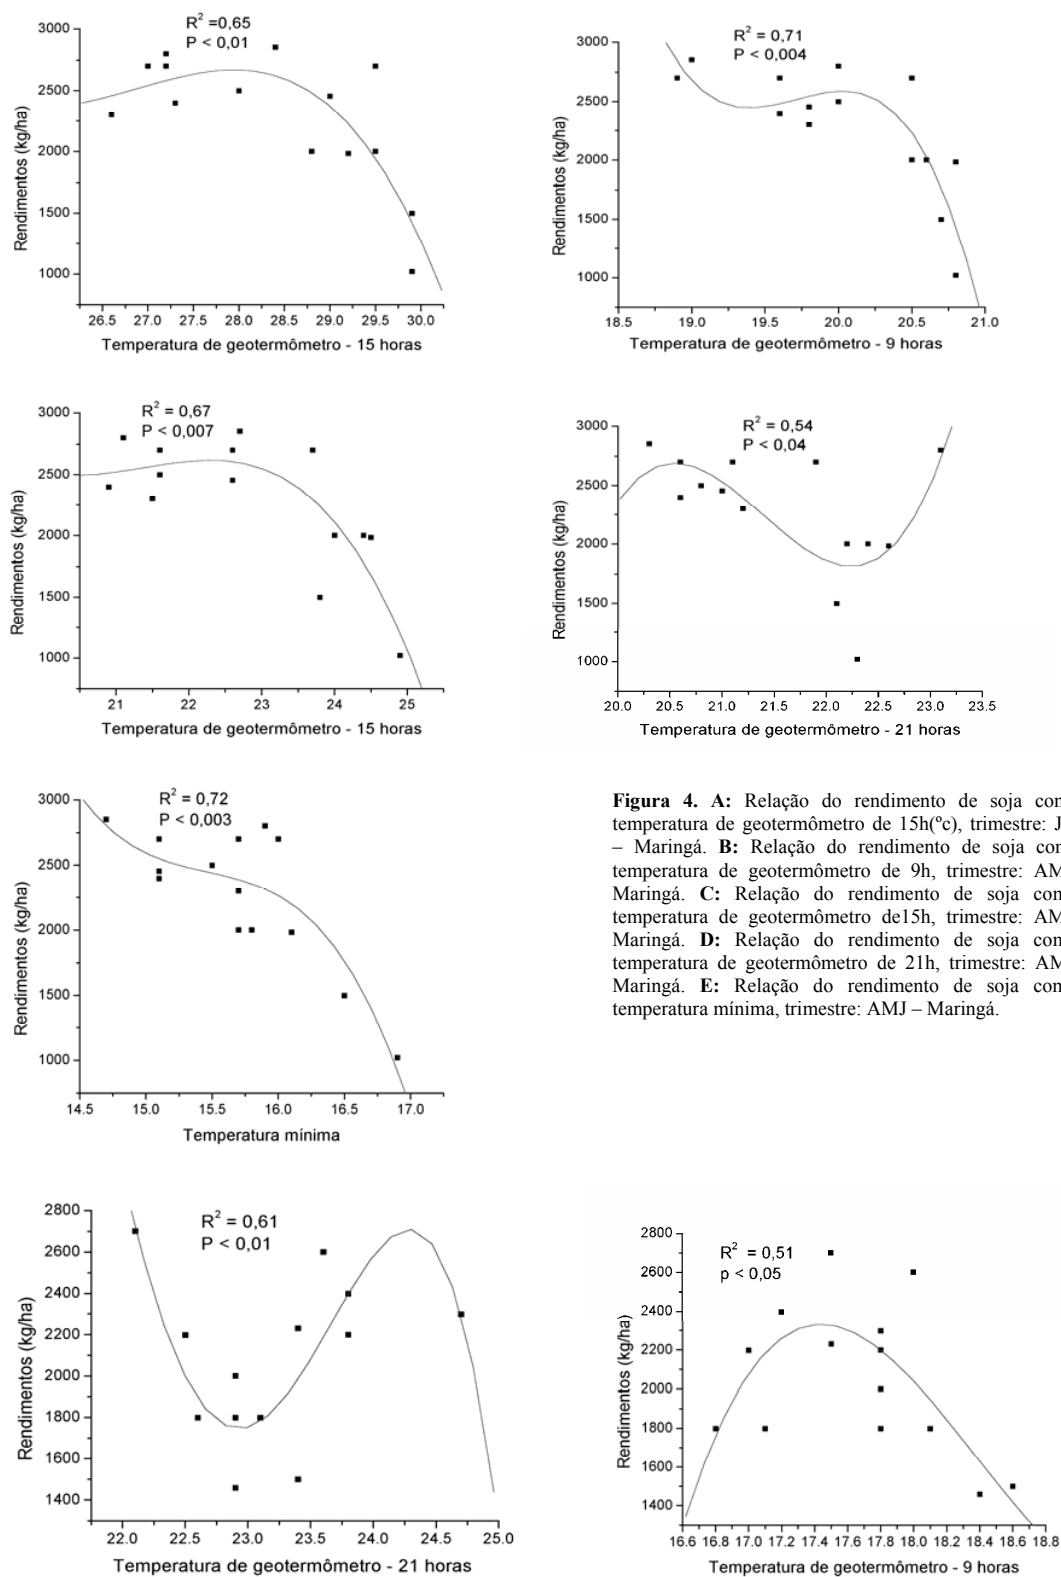 R² =0,65
P < 0,01
3000
2500
2000
1500
1000
Rendimentos (kg/ha)
26.5 27.0 27.5 28.0 28.5 29.0 29.5 30.0
Temperatura de geotermômetro - 15 horas
R² = 0,71
P < 0,004
3000
2500
2000
1500
1000
Rendimentos (kg/ha)
18.5 19.0 19.5 20.0 20.5 21.0
Temperatura de geotermômetro - 9 horas
R² = 0,67
P < 0,007
3000
2500
2000
1500
1000
Rendimentos (kg/ha)
21 22 23 24 25
Temperatura de geotermômetro - 15 horas
R² = 0,54
P < 0,04
3000
2500
2000
1500
1000
Rendimentos (kg/ha)
20.0 20.5 21.0 21.5 22.0 22.5 23.0 23.5
Temperatura de geotermômetro - 21 horas
R² = 0,72
P < 0,003
3000
2500
2000
1500
1000
Rendimentos (kg/ha)
14.5 15.0 15.5 16.0 16.5 17.0
Temperatura mínima
Figura 4. A: Relação do rendimento de soja con
temperatura de geotermômetro de 15h(ºc), trimestre: J
– Maringá. B: Relação do rendimento de soja con
temperatura de geotermômetro de 9h, trimestre: AM
Maringá. C: Relação do rendimento de soja con
temperatura de geotermômetro de15h, trimestre: AM
Maringá. D: Relação do rendimento de soja con
temperatura de geotermômetro de 21h, trimestre: AM
Maringá. E: Relação do rendimento de soja con
temperatura mínima, trimestre: AMJ – Maringá.
R² = 0,61
P < 0,01
2800
2600
2400
2200
2000
1800
1600
1400
Rendimentos (kg/ha)
22.0 22.5 23.0 23.5 24.0 24.5 25.0
Temperatura de geotermômetro - 21 horas
R² = 0,51
p < 0,05
2800
2600
2400
2200
2000
1800
1600
1400
Rendimentos (kg/ha)
16.6 16.8 17.0 17.2 17.4 17.6 17.8 18.0 18.2 18.4 18.6 18.8
Temperatura de geotermômetro - 9 horas